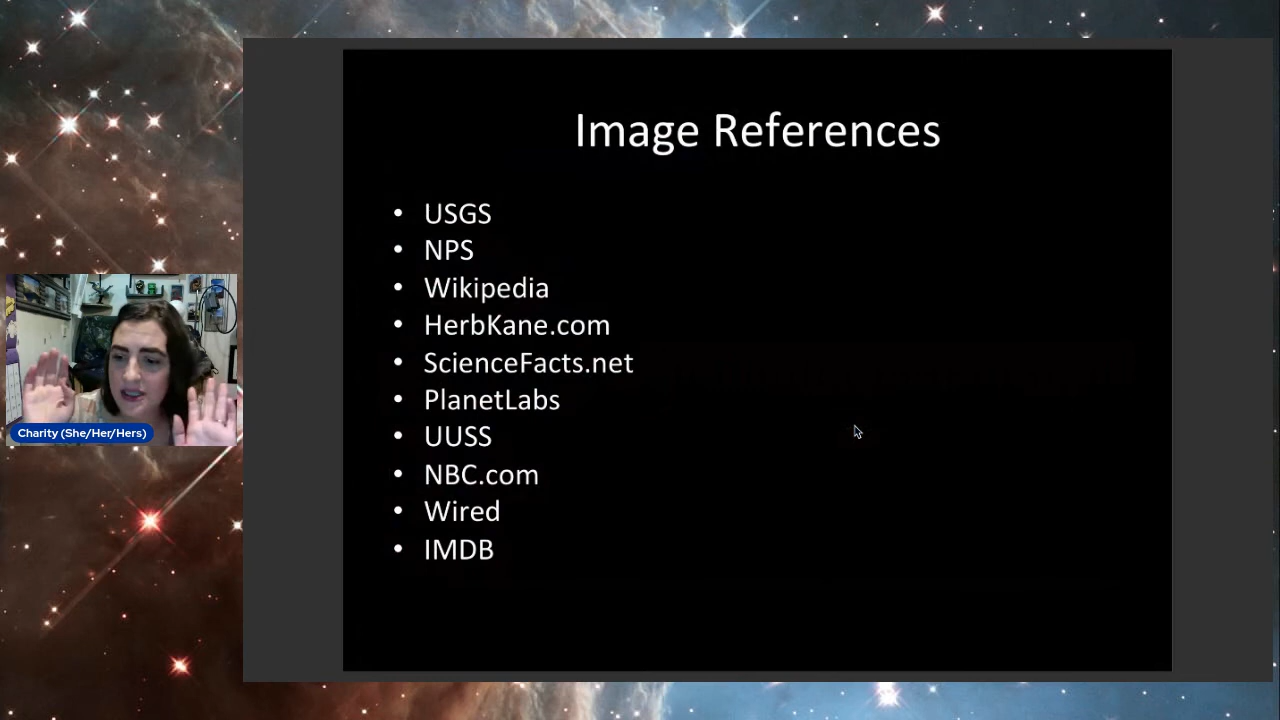 Image References
• USGS
• NPS
• Wikipedia
• HerbKane.com
• ScienceFacts.net
• PlanetLabs
• UUSS
• NBC.com
• Wired
• IMDB
Charity (She/Her/Hers)